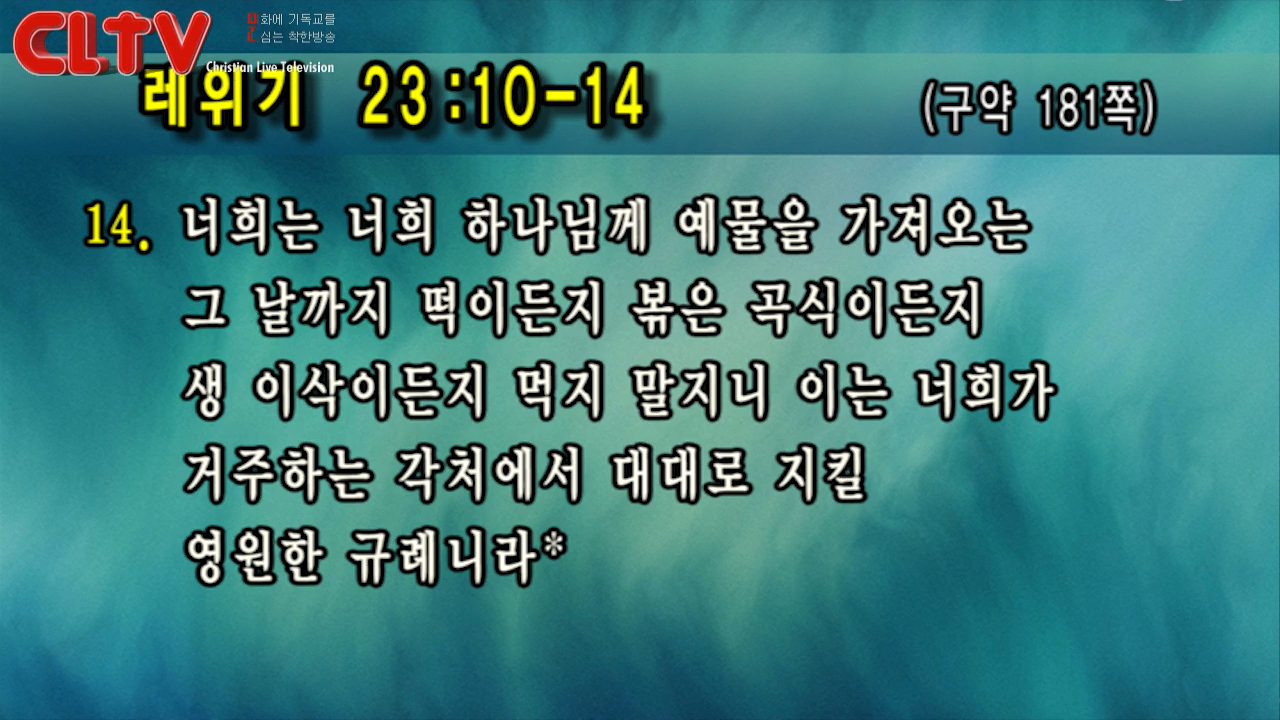 CLTV
문화에 기독교를
심는 착한방송
Christian Live Television
레위기 23:10-14
(구약 181쪽)
14. 너희는 너희 하나님께 예물을 가져오는
그 날까지 떡이든지 볶은 곡식이든지
생 이삭이든지 먹지 말지니 이는 너희가
거주하는 각처에서 대대로 지킬
영원한 규례니라*